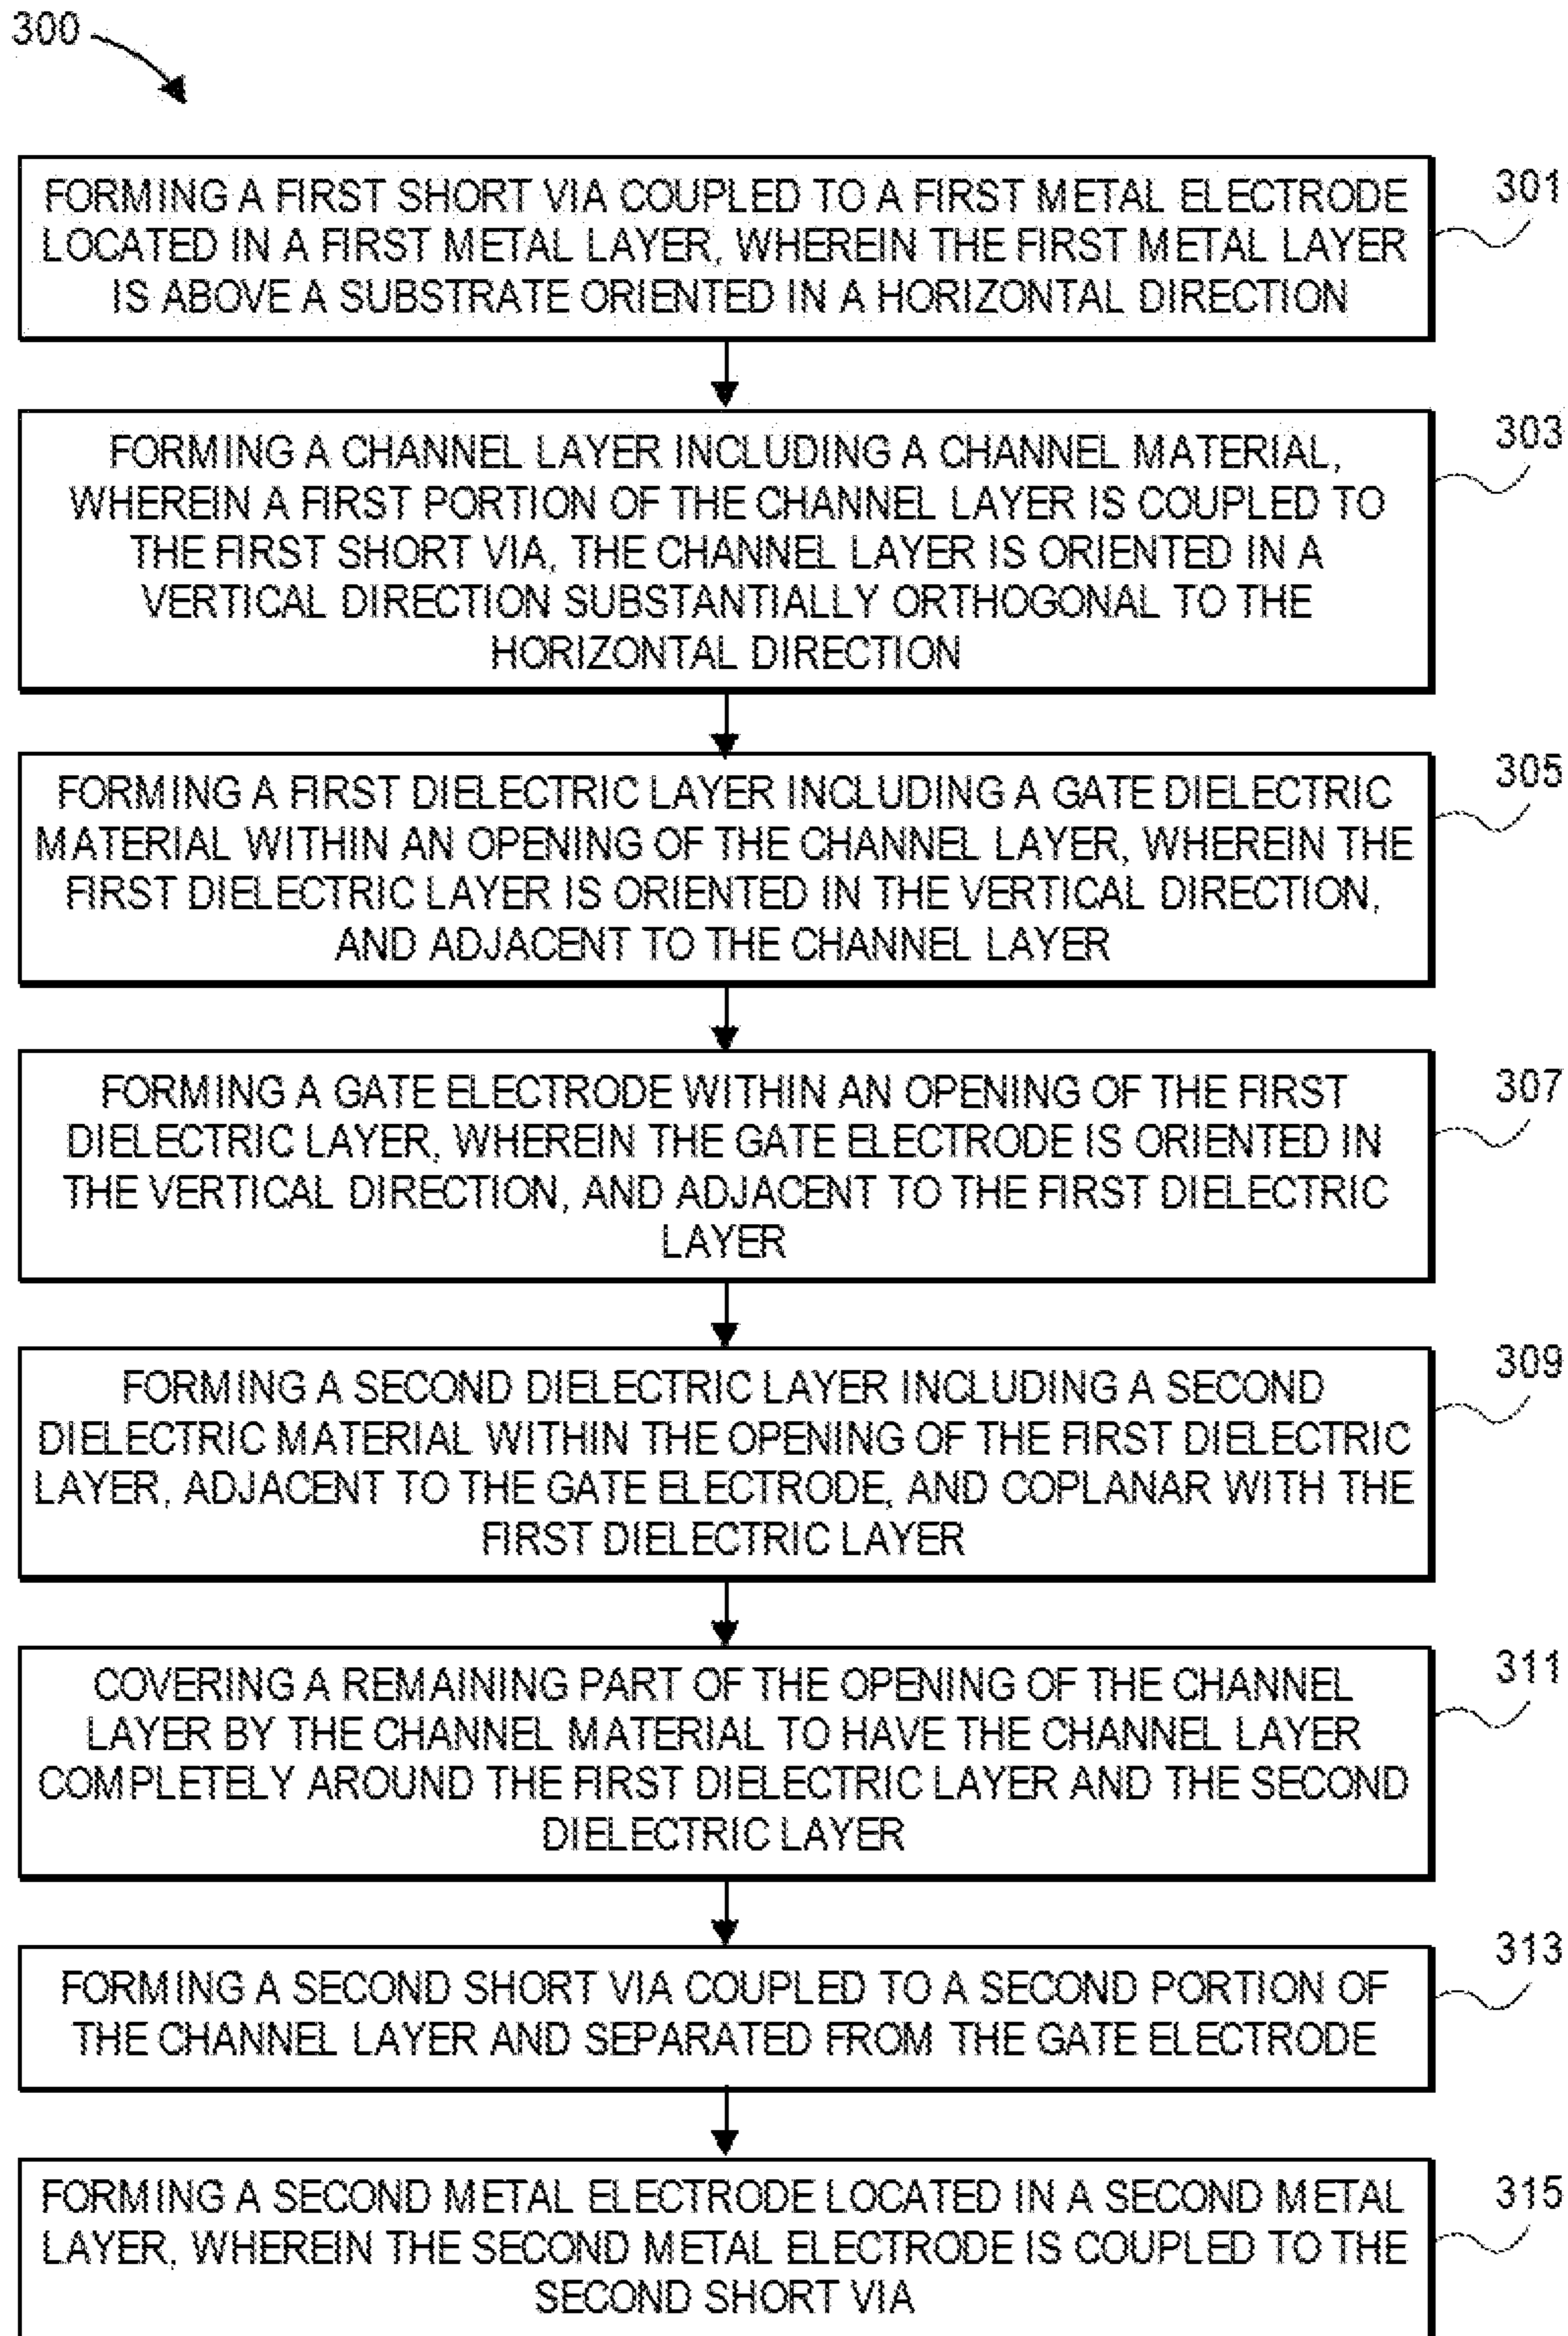 300
FORMING A FIRST SHORT VIA COUPLED TO A FIRST METAL ELECTRODE
LOCATED IN A FIRST METAL LAYER, WHEREIN THE FIRST METAL LAYER
IS ABOVE A SUBSTRATE ORIENTED IN A HORIZONTAL DIRECTION
301
FORMING A CHANNEL LAYER INCLUDING A CHANNEL MATERIAL,
WHEREIN A FIRST PORTION OF THE CHANNEL LAYER IS COUPLED TO
THE FIRST SHORT VIA, THE CHANNEL LAYER IS ORIENTED IN A
VERTICAL DIRECTION SUBSTANTIALLY ORTHOGONAL TO THE
HORIZONTAL DIRECTION
303
FORMING A FIRST DIELECTRIC LAYER INCLUDING A GATE DIELECTRIC
MATERIAL WITHIN AN OPENING OF THE CHANNEL LAYER, WHEREIN THE
FIRST DIELECTRIC LAYER IS ORIENTED IN THE VERTICAL DIRECTION,
AND ADJACENT TO THE CHANNEL LAYER
305
FORMING A GATE ELECTRODE WITHIN AN OPENING OF THE FIRST
DIELECTRIC LAYER, WHEREIN THE GATE ELECTRODE IS ORIENTED IN
THE VERTICAL DIRECTION, AND ADJACENT TO THE FIRST DIELECTRIC
LAYER
307
FORMING A SECOND DIELECTRIC LAYER INCLUDING A SECOND
DIELECTRIC MATERIAL WITHIN THE OPENING OF THE FIRST DIELECTRIC
LAYER, ADJACENT TO THE GATE ELECTRODE, AND COPLANAR WITH THE
FIRST DIELECTRIC LAYER
309
COVERING A REMAINING PART OF THE OPENING OF THE CHANNEL
LAYER BY THE CHANNEL MATERIAL TO HAVE THE CHANNEL LAYER
COMPLETELY AROUND THE FIRST DIELECTRIC LAYER AND THE SECOND
DIELECTRIC LAYER
311
FORMING A SECOND SHORT VIA COUPLED TO A SECOND PORTION OF
THE CHANNEL LAYER AND SEPARATED FROM THE GATE ELECTRODE
313
FORMING A SECOND METAL ELECTRODE LOCATED IN A SECOND METAL
LAYER, WHEREIN THE SECOND METAL ELECTRODE IS COUPLED TO THE
SECOND SHORT VIA
315